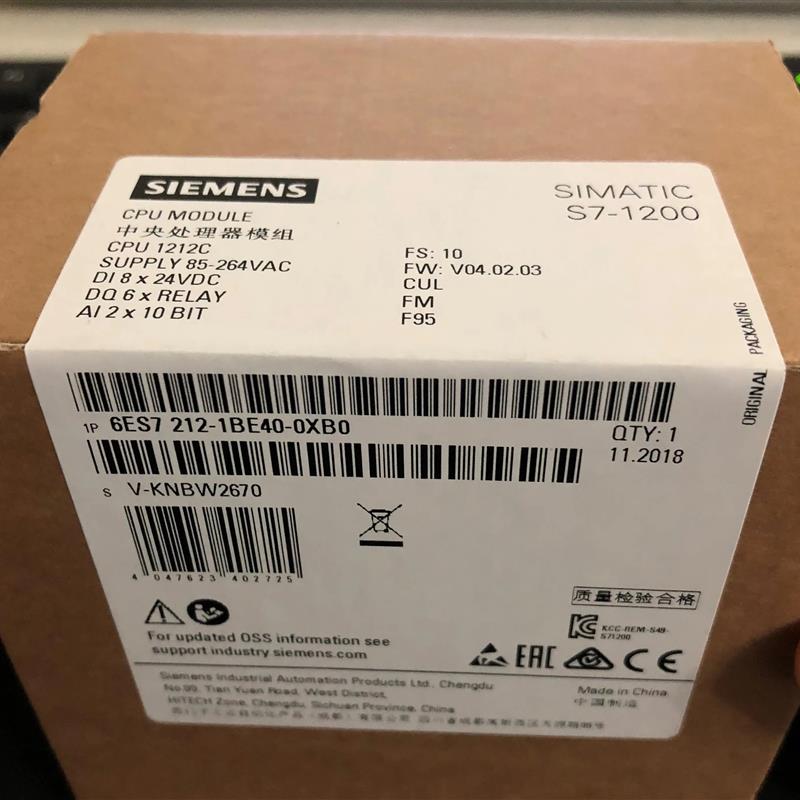 SIEMENS
SIMATIC
S7-1200
CPU MODULE
中央处理器模组
CPU 1212C
SUPPLY 85-264VAC
DI 8 x 24VDC
DQ 6 x RELAY
AI 2 x 10 BIT
FS: 10
FW: V04.02.03
CUL
FM
F95
ORIGINAL PACKAGING
1P 6ES7 212-1BE40-0XB0
QTY: 1
11.2018
S V-KNBW2670
4 047623 402725
质量检验合格
KCC-REM-S49-
S71200
For updated OSS information see
support industry siemens.com
EAC
CE
Siemens Industrial Automation Products Ltd., Chengdu
No.99, Tian Yuan Road, West District,
HITECH Zone, Chengdu, Sichuan Province, China
Made in China
中国制造